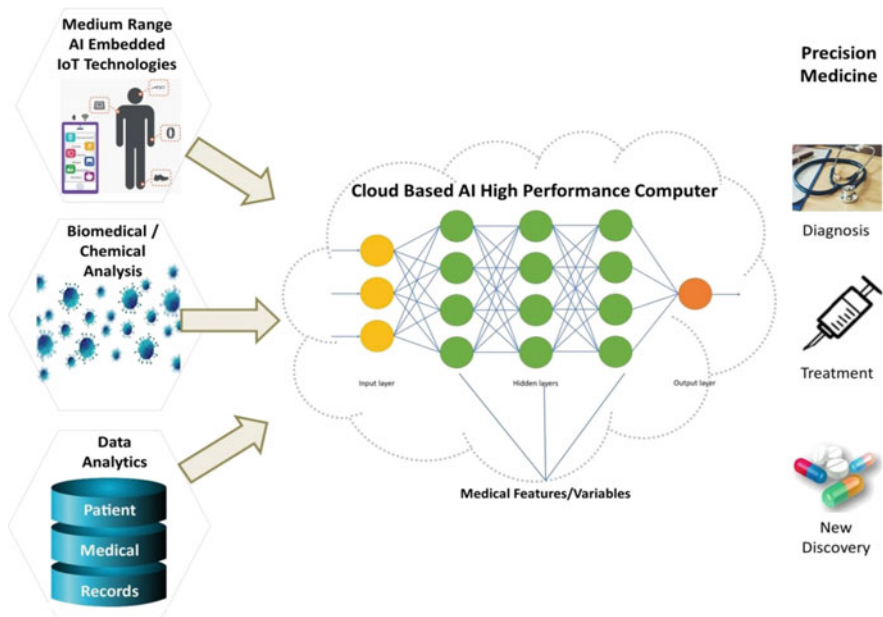 Medium Range
AI Embedded
IoT Technologies
Biomedical /
Chemical
Analysis
Data
Analytics
Patient
Medical
Records
Cloud Based AI High Performance Computer
Input layer
Hidden layers
Output layer
Medical Features/Variables
Precision
Medicine
Diagnosis
Treatment
New
Discovery